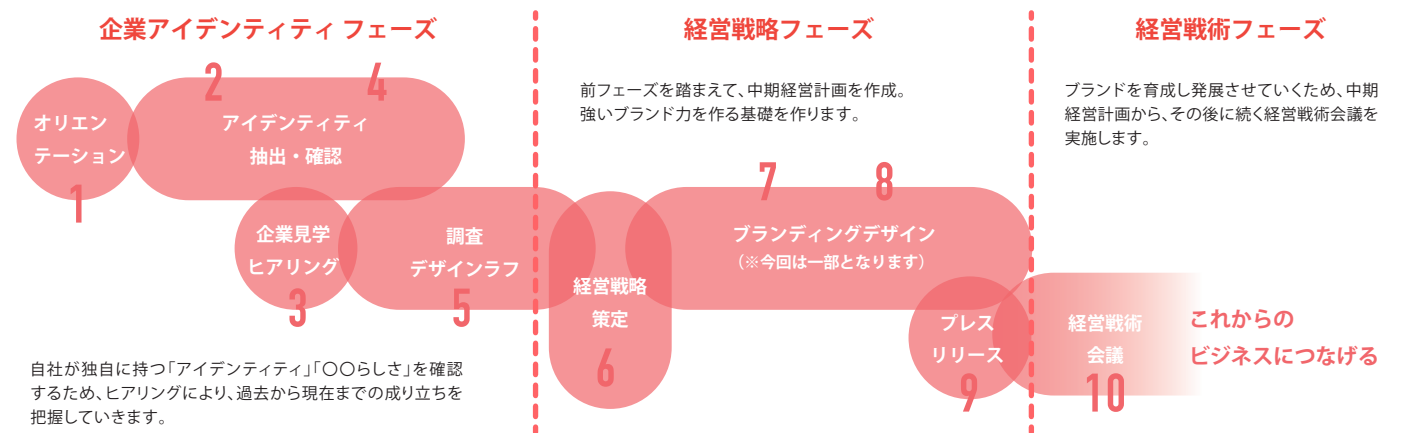 企業アイデンティティ フェーズ
2
4
オリエン
テーション
1
アイデンティティ
抽出・確認
企業見学
ヒアリング
3
調査
デザインラフ
5
自社が独自に持つ「アイデンティティ」「〇〇らしさ」を確認
するため、ヒアリングにより、過去から現在までの成り立ちを
把握していきます。
経営戦略フェーズ
前フェーズを踏まえて、中期経営計画を作成。
強いブランド力を作る基礎を作ります。
経営戦略
策定
6
7
8
ブランディングデザイン
(※今回は一部となります)
プレス
リリース
9
経営戦術フェーズ
ブランドを育成し発展させていくため、中期
経営計画から、その後に続く経営戦術会議を
実施します。
経営戦術
会議
10
これからの
ビジネスにつなげる